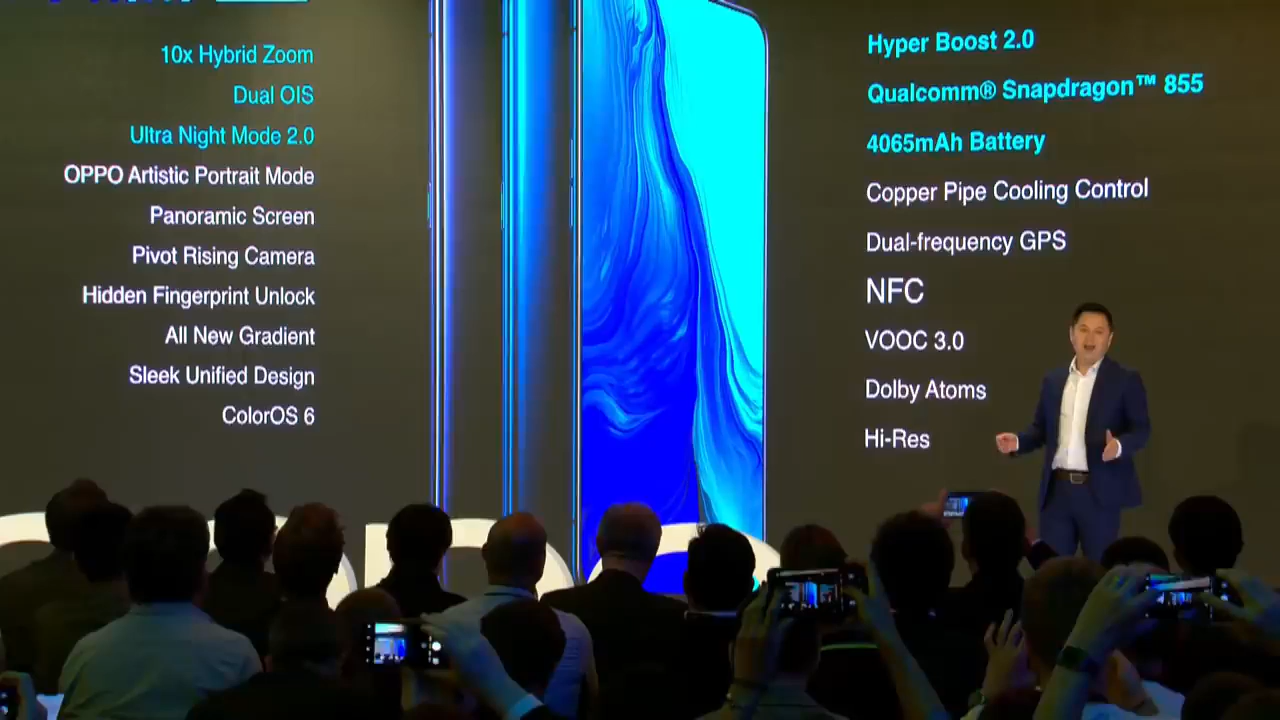 10x Hybrid Zoom
Dual OIS
Ultra Night Mode 2.0
OPPO Artistic Portrait Mode
Panoramic Screen
Pivot Rising Camera
Hidden Fingerprint Unlock
All New Gradient
Sleek Unified Design
ColorOS 6
Hyper Boost 2.0
Qualcomm® Snapdragon™ 855
4065mAh Battery
Copper Pipe Cooling Control
Dual-frequency GPS
NFC
VOOC 3.0
Dolby Atoms
Hi-Res